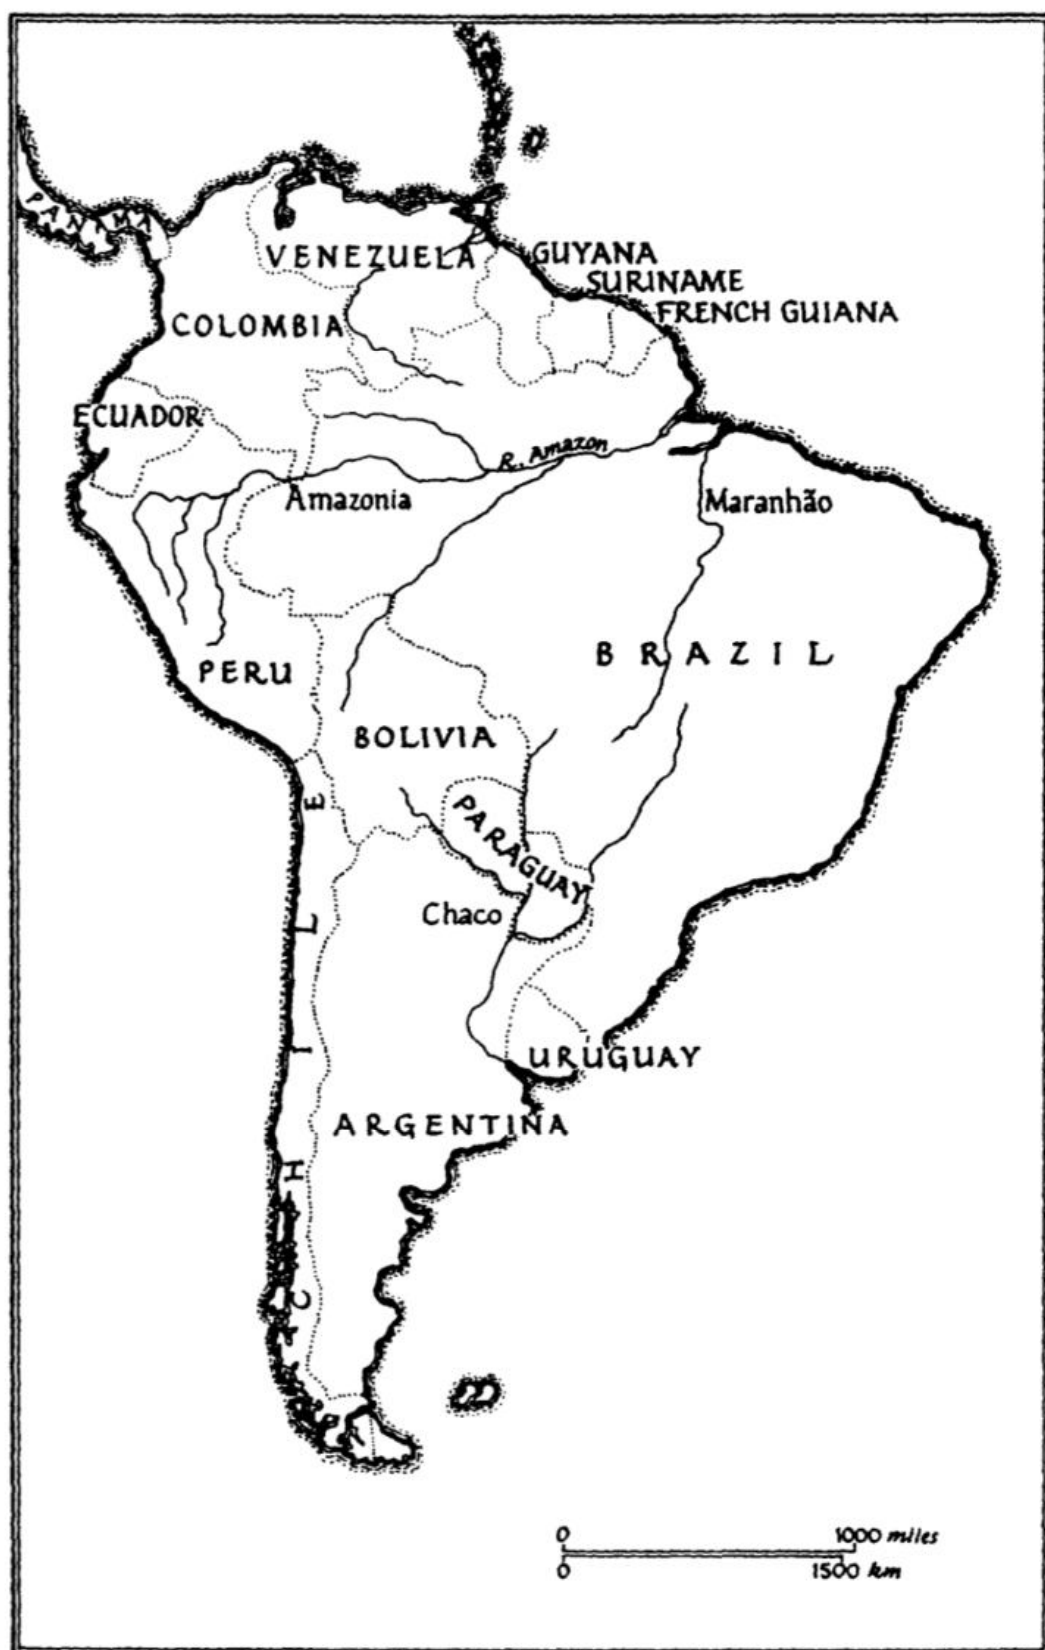 PANAMA
VENEZUELA
GUYANA
SURINAME
FRENCH GUIANA
COLOMBIA
ECUADOR
R. Amazon
Amazonia
Maranhão
BRAZIL
PERU
BOLIVIA
PARAGUAY
Chaco
CHILE
URUGUAY
ARGENTINA
0 1000 miles
0 1500 km